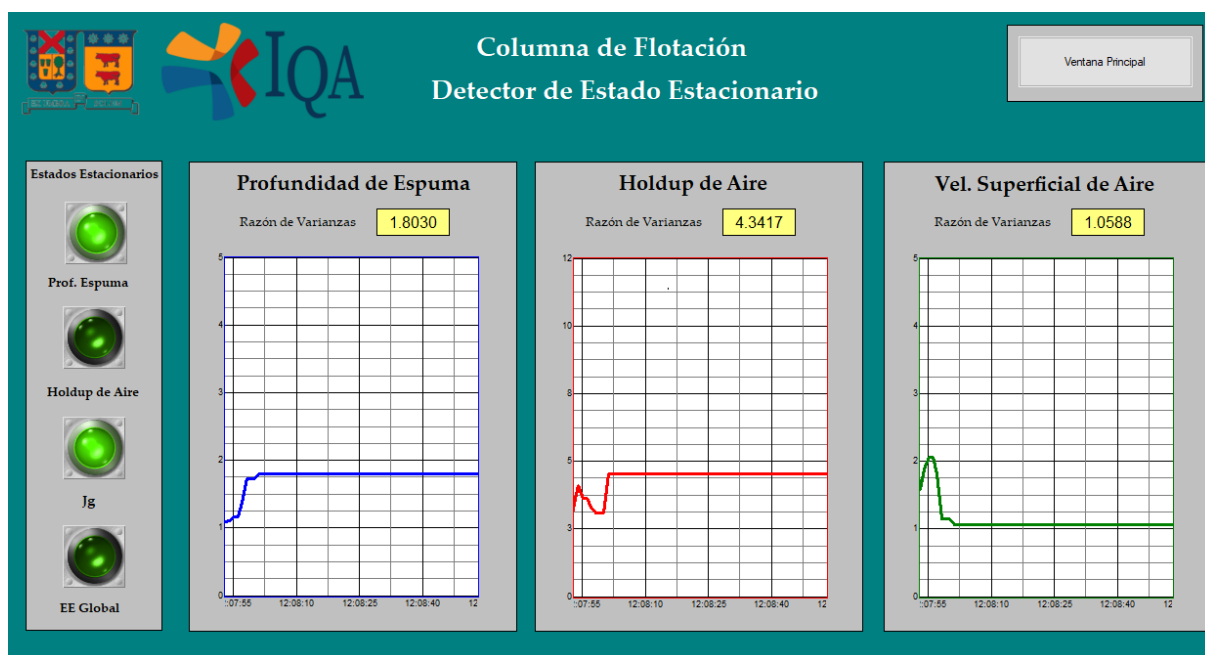 IQA
Columna de Flotación
Detector de Estado Estacionario
Ventana Principal
Estados Estacionarios
Prof. Espuma
Holdup de Aire
Jg
EE Global
Profundidad de Espuma
Razón de Varianzas 1.8030
5
4
3
2
1
0
:07:55 12:08:10 12:08:25 12:08:40 12
Holdup de Aire
Razón de Varianzas 4.3417
12
10
8
5
3
0
:07:55 12:08:10 12:08:25 12:08:40 12
Vel. Superficial de Aire
Razón de Varianzas 1.0588
5
4
3
2
1
0
:07:55 12:08:10 12:08:25 12:08:40 12